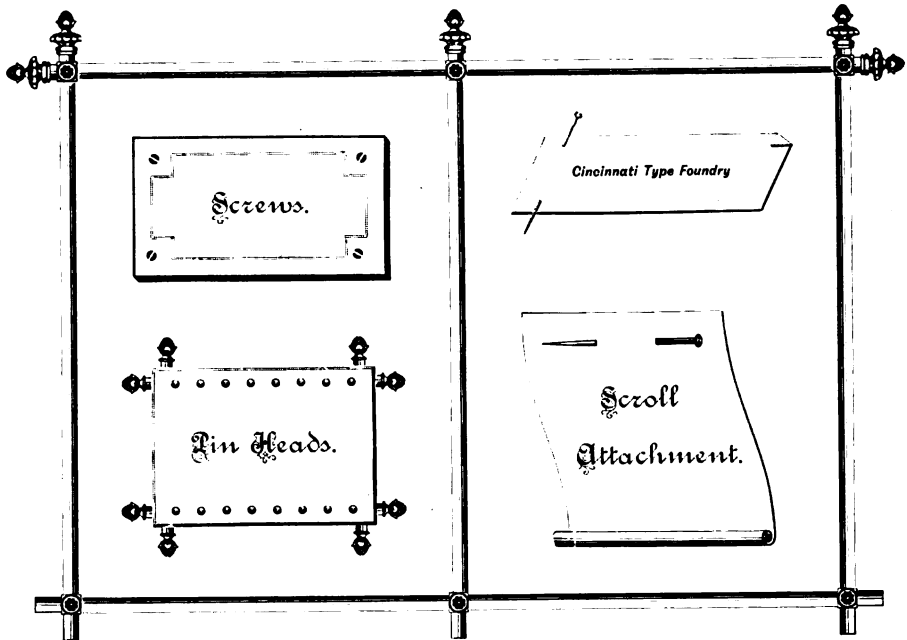 Screws.
Cincinnati Type Foundry
Pin Heads.
Scroll
Attachment.